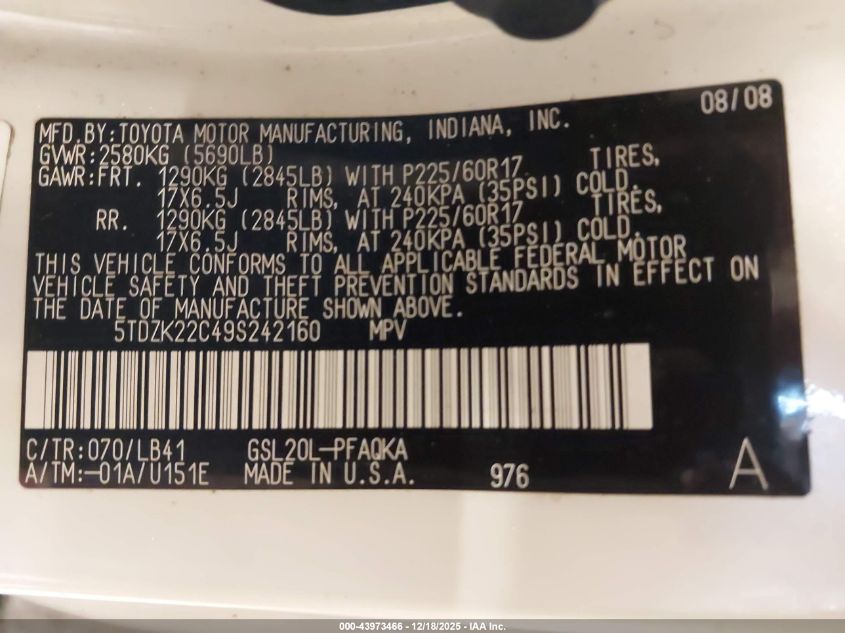 08/08
MFD.BY:TOYOTA MOTOR MANUFACTURING, INDIANA, INC.
GVWR:2580KG (5690LB)
GAWR:FRT. 1290KG (2845LB) WITH P225/60R17 TIRES,
17X6.5J RIMS, AT 240KPA (35PSI) COLD.
RR. 1290KG (2845LB) WITH P225/60R17 TIRES,
17X6.5J RIMS, AT 240KPA (35PSI) COLD.
THIS VEHICLE CONFORMS TO ALL APPLICABLE FEDERAL MOTOR
VEHICLE SAFETY AND THEFT PREVENTION STANDARDS IN EFFECT ON
THE DATE OF MANUFACTURE SHOWN ABOVE.
5TDZK22C49S242160 MPV
C/TR:070/LB41 GSL20L-PFAQKA
A/TM:-01A/U151E MADE IN U.S.A. 976 A
000-43973466 - 12/18/2025 - IAA Inc.